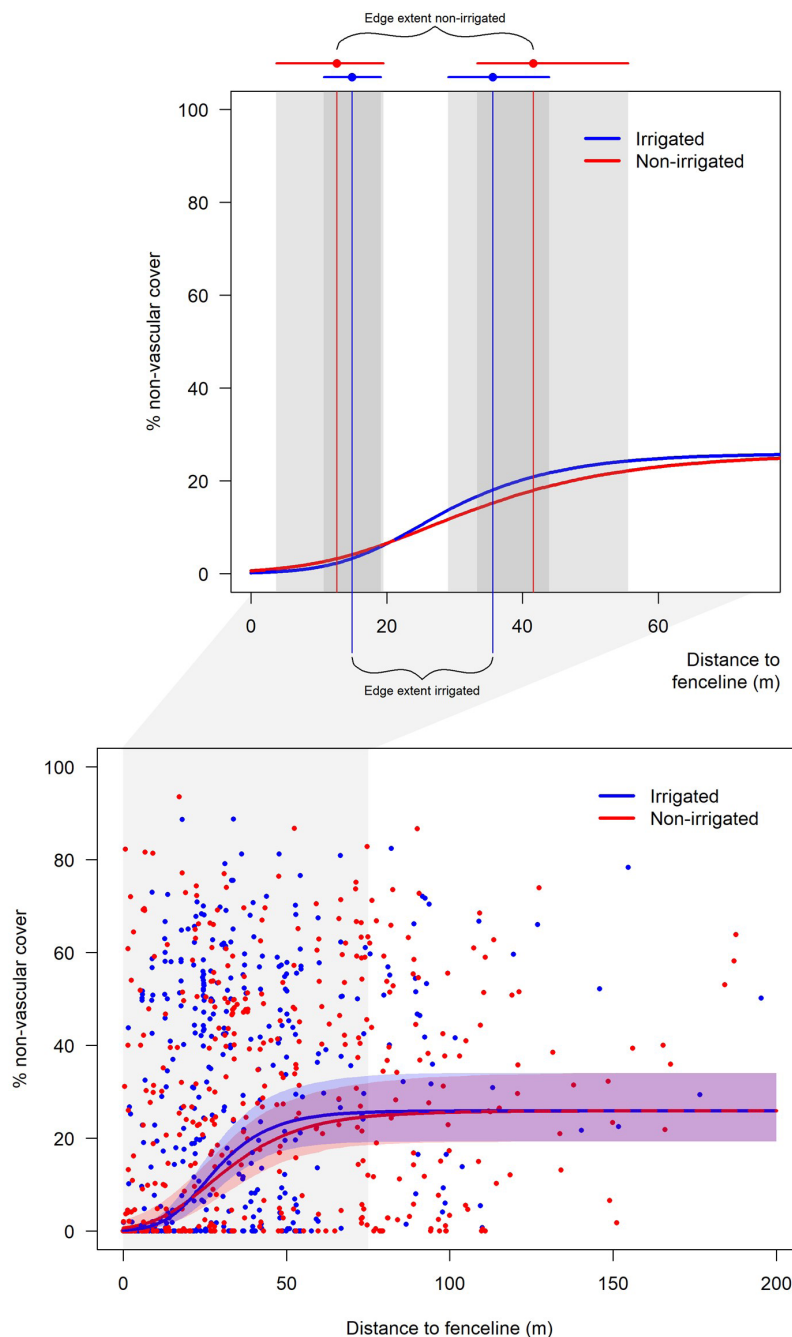 Edge extent non-irrigated
100
80
60
40
20
0
% non-vascular cover
Irrigated
Non-irrigated
0
20
40
60
Distance to
fenceline (m)
Edge extent irrigated
100
80
60
40
20
0
% non-vascular cover
Irrigated
Non-irrigated
0
50
100
150
200
Distance to fenceline (m)